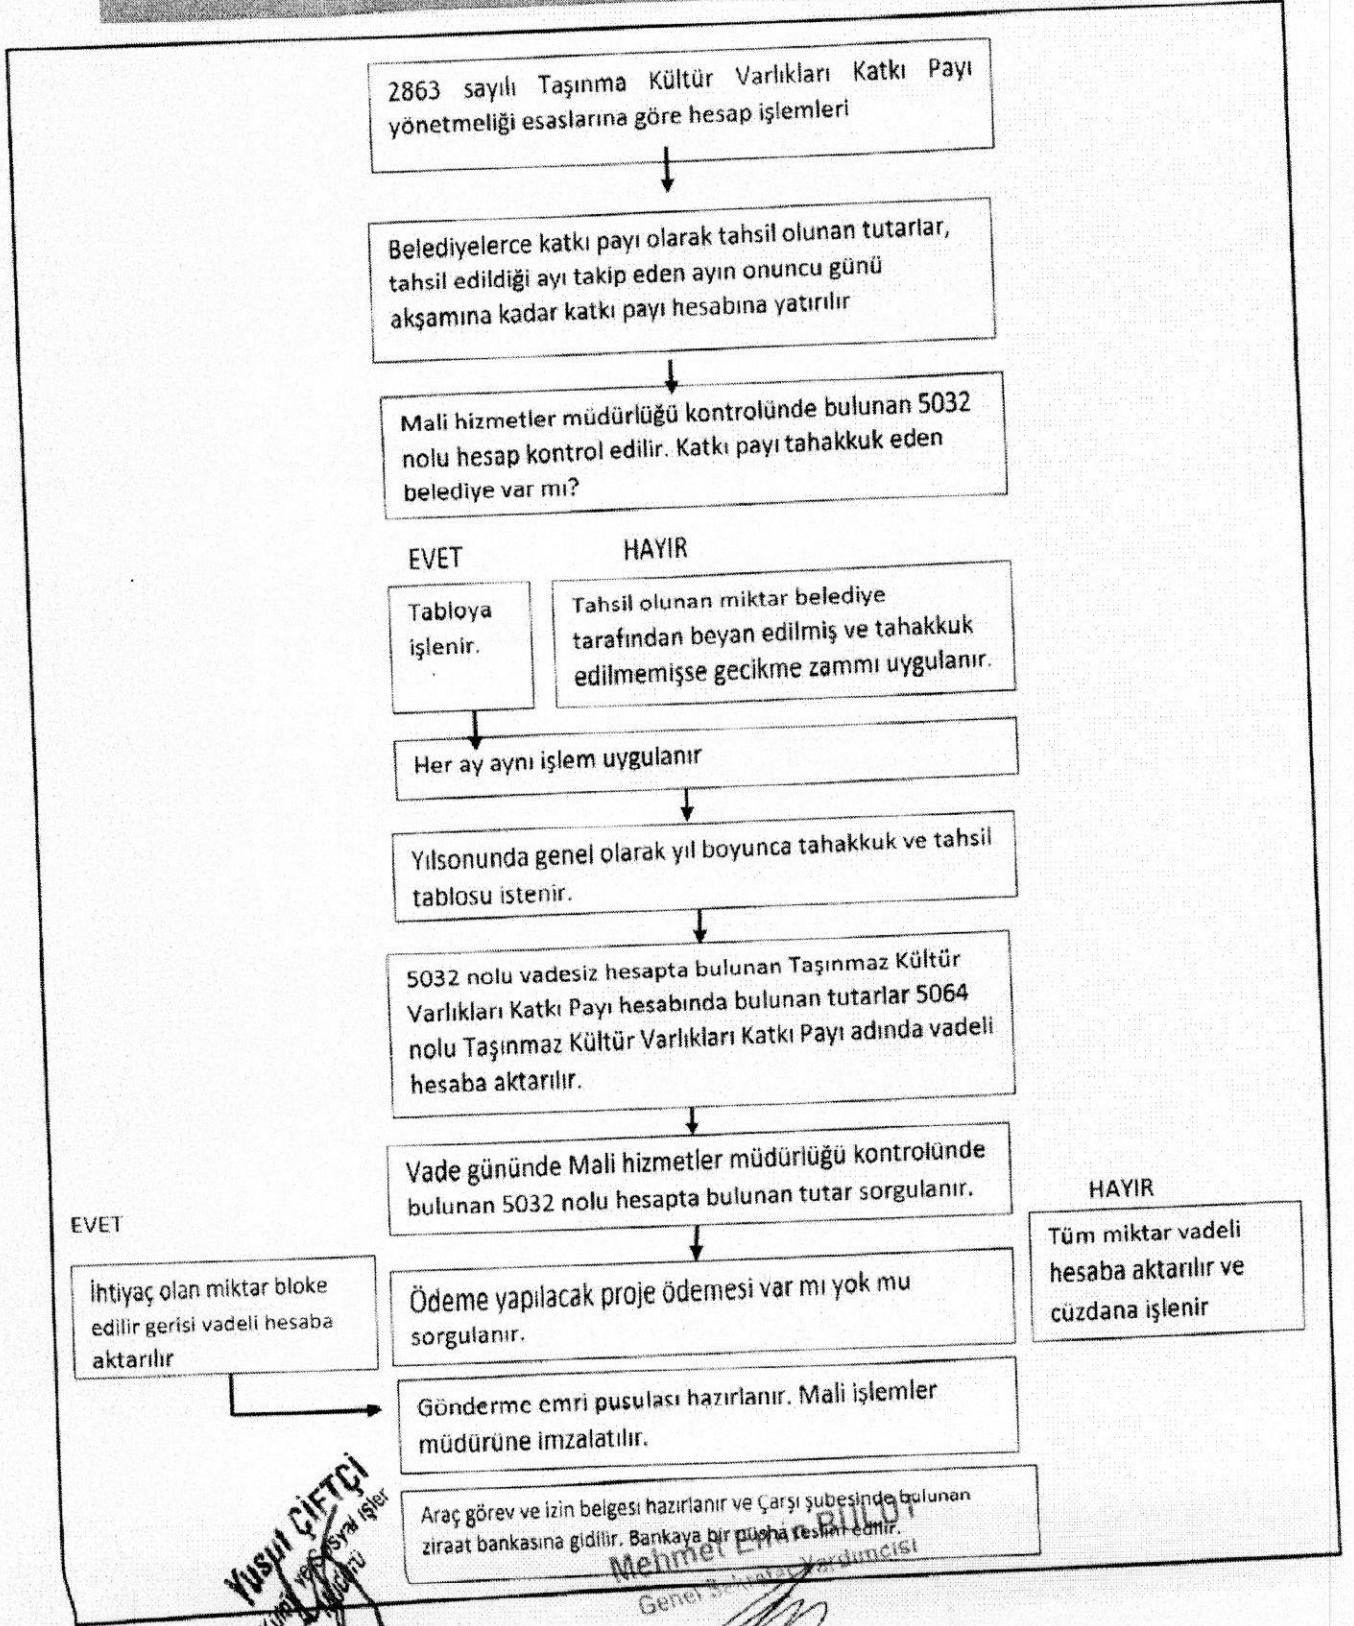 2863 sayılı Taşınma Kültür Varlıkları Katkı Payı
yönetmeliği esaslarına göre hesap işlemleri
Belediyelerce katkı payı olarak tahsil olunan tutarlar,
tahsil edildiği ayı takip eden ayın onuncu günü
akşamına kadar katkı payı hesabına yatırılır
Mali hizmetler müdürlüğü kontrolünde bulunan 5032
nolu hesap kontrol edilir. Katkı payı tahakkuk eden
belediye var mı?
EVET
HAYIR
Tabloya
işlenir.
Tahsil olunan miktar belediye
tarafından beyan edilmiş ve tahakkuk
edilmemişse gecikme zammı uygulanır.
Her ay aynı işlem uygulanır
Yılsonunda genel olarak yıl boyunca tahakkuk ve tahsil
tablosu istenir.
5032 nolu vadesiz hesapta bulunan Taşınmaz Kültür
Varlıkları Katkı Payı hesabında bulunan tutarlar 5064
nolu Taşınmaz Kültür Varlıkları Katkı Payı adında vadeli
hesaba aktarılır.
Vade gününde Mali hizmetler müdürlüğü kontrolünde
bulunan 5032 nolu hesapta bulunan tutar sorgulanır.
EVET
HAYIR
İhtiyaç olan miktar bloke
edilir gerisi vadeli hesaba
aktarılır
Ödeme yapılacak proje ödemesi var mı yok mu
sorgulanır.
Tüm miktar vadeli
hesaba aktarılır ve
cüzdana işlenir
Gönderme emri pusulası hazırlanır. Mali işlemler
müdürüne imzalatılır.
Araç görev ve izin belgesi hazırlanır ve Çarşı şubesinde bulunan
ziraat bankasına gidilir. Bankaya bir nüsha teslim edilir.
Yusuf ÇİFTÇİ
Kültür ve Sosyal İşler
Müdürü
Mehmet Emin BULUT
Genel Sekreter Yardımcısı